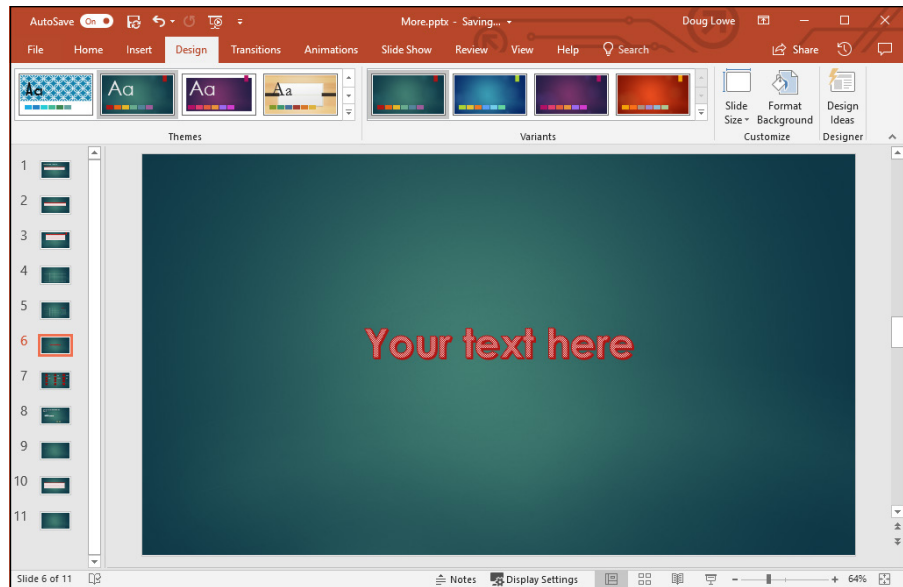 AutoSave On More.pptx - Saving... Doug Lowe
File Home Insert Design Transitions Animations Slide Show Review View Help Search Share
Aa Aa Aa Aa
Slide Size Format Background Design Ideas
Themes Variants Customize Designer
1
2
3
4
5
6
7
8
9
10
11
Your text here
Slide 6 of 11 Notes Display Settings 64%